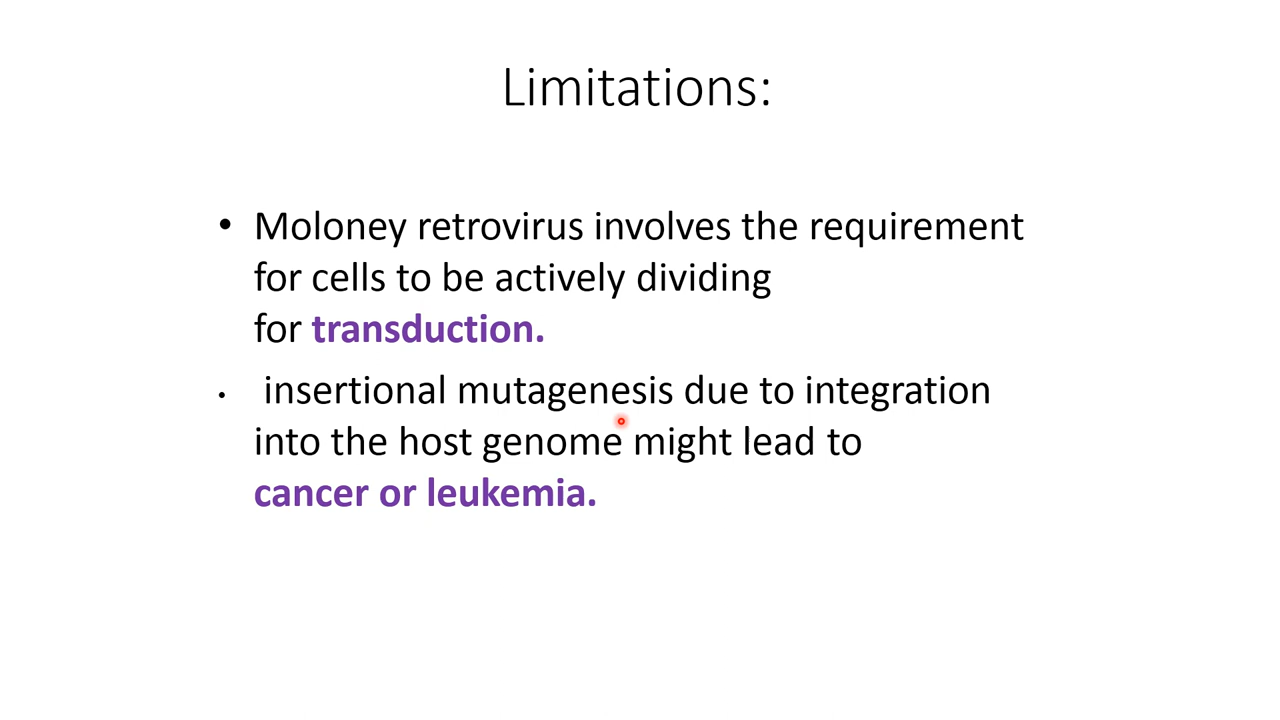 Limitations:
• Moloney retrovirus involves the requirement
for cells to be actively dividing
for transduction.
• insertional mutagenesis due to integration
into the host genome might lead to
cancer or leukemia.